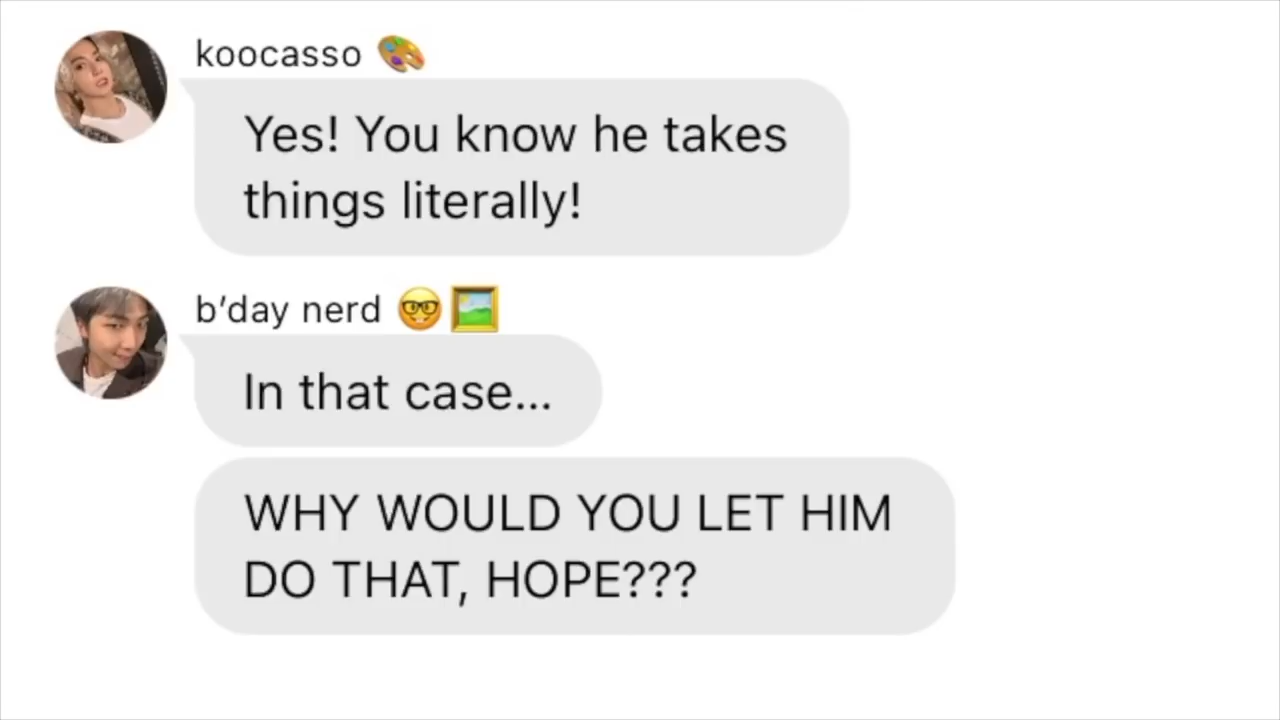 koocasso 🎨
Yes! You know he takes
things literally!
b'day nerd 🤓🖼️
In that case...
WHY WOULD YOU LET HIM
DO THAT, HOPE???